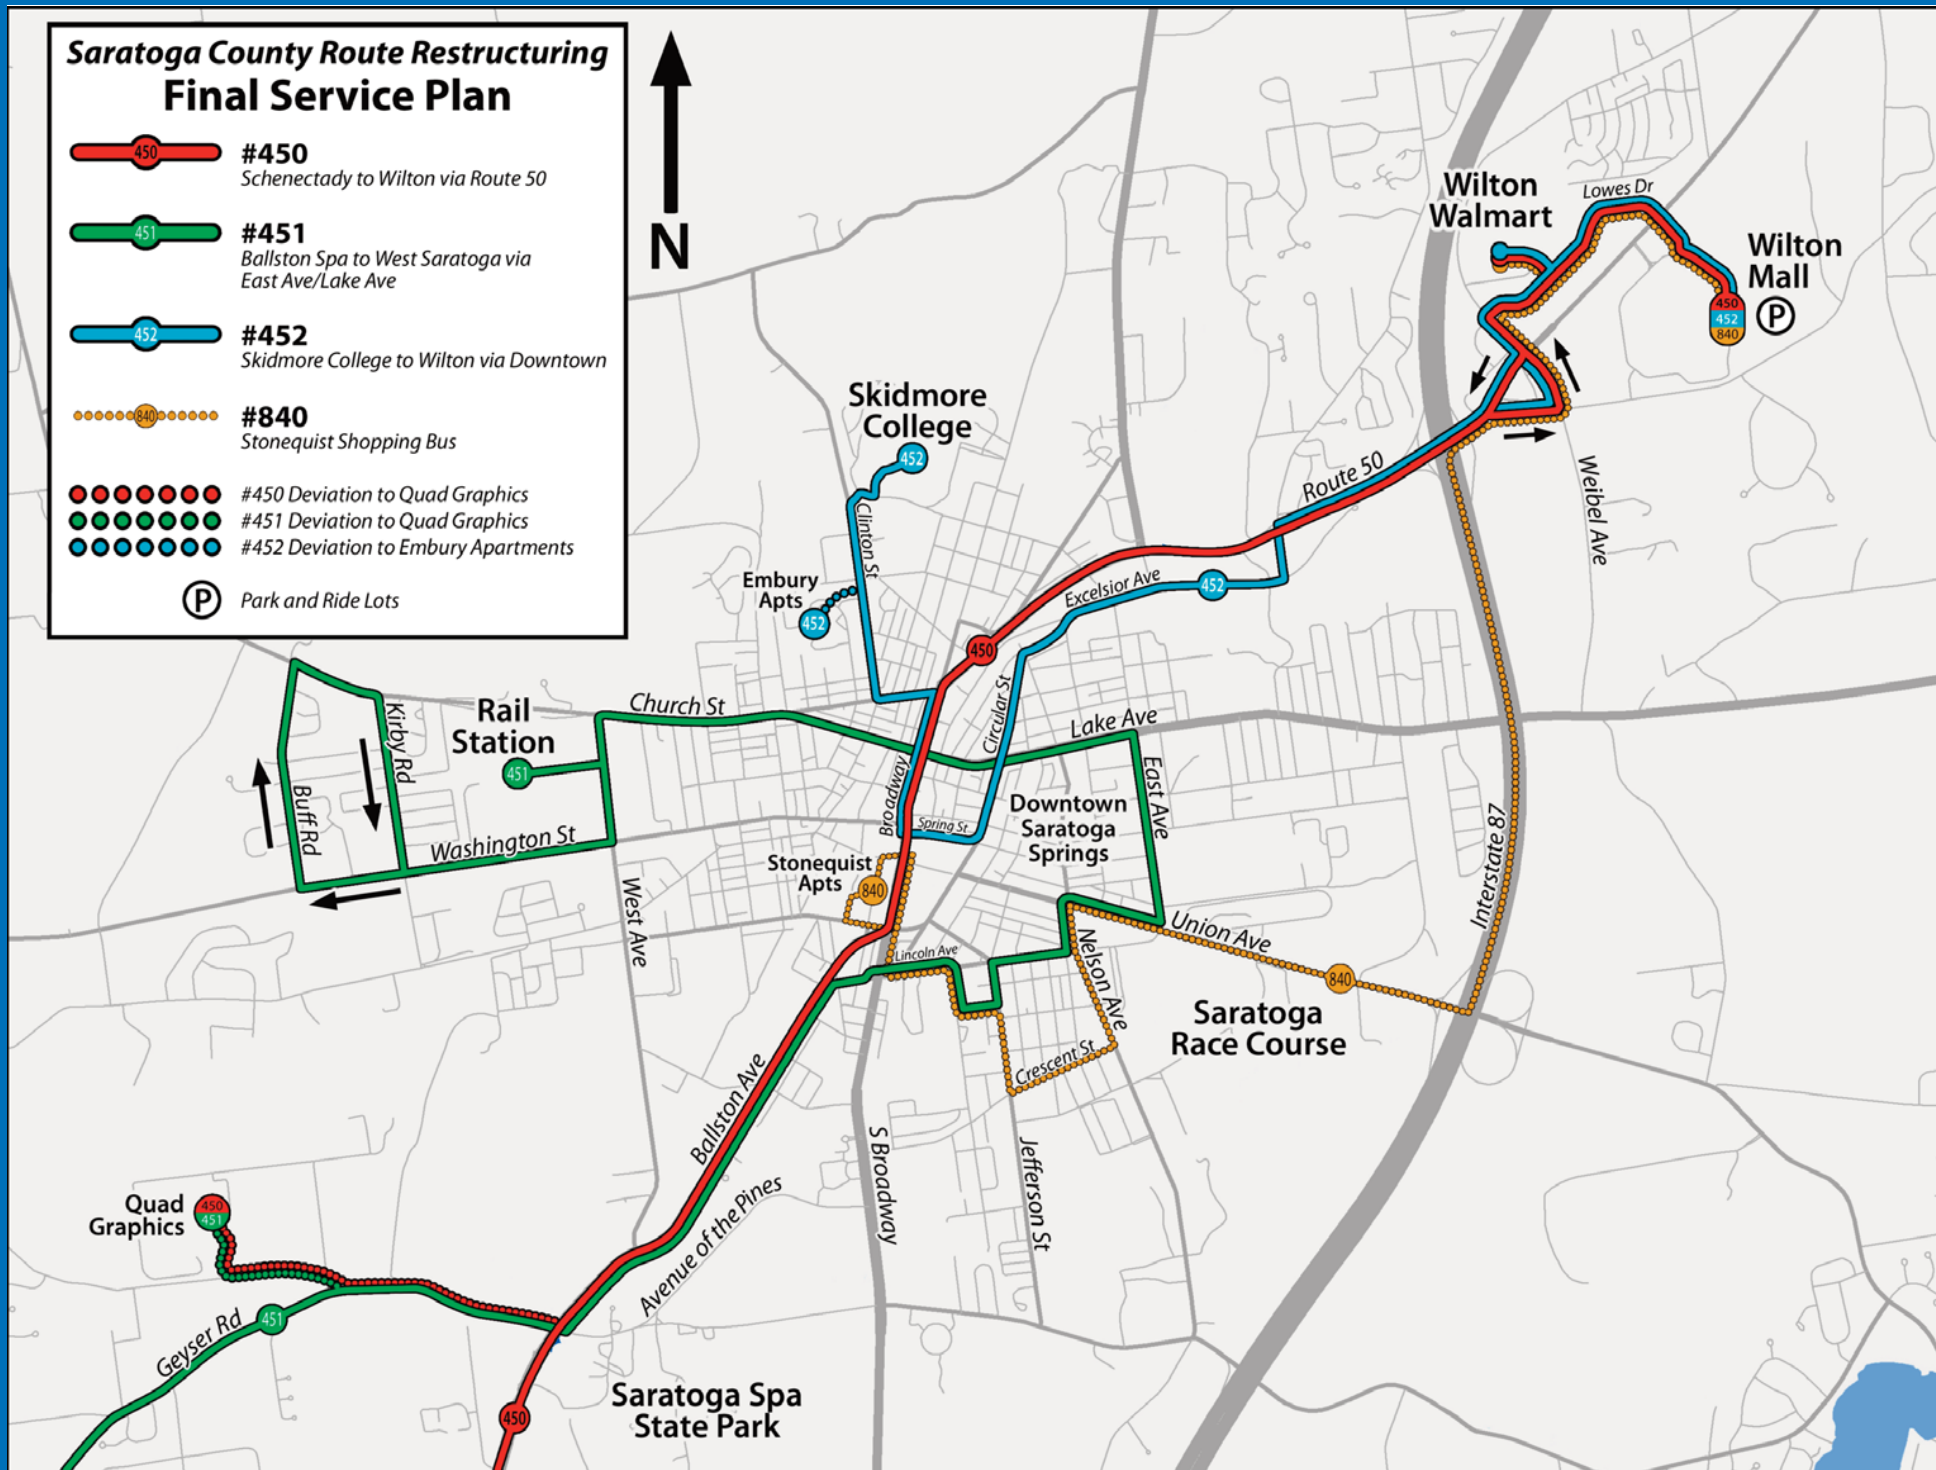 Saratoga County Route Restructuring
Final Service Plan
450
#450
Schenectady to Wilton via Route 50
451
#451
Ballston Spa to West Saratoga via
East Ave/Lake Ave
452
#452
Skidmore College to Wilton via Downtown
840
#840
Stonequist Shopping Bus
#450 Deviation to Quad Graphics
#451 Deviation to Quad Graphics
#452 Deviation to Embury Apartments
P
Park and Ride Lots
N
Wilton
Walmart
Lowes Dr
Wilton
Mall
450
452
840
P
Skidmore
College
452
Clinton St
Route 50
Weibel Ave
Embury
Apts
452
Excelsior Ave
452
450
Rail
Station
451
Church St
Kirby Rd
Buff Rd
Washington St
West Ave
Circular St
Lake Ave
Broadway
Spring St
East Ave
Downtown
Saratoga
Springs
Stonequist
Apts
840
Interstate 87
Union Ave
840
Lincoln Ave
Nelson Ave
Saratoga
Race Course
Crescent St
Ballston Ave
S Broadway
Jefferson St
Avenue of the Pines
Quad
Graphics
450
451
451
Geyser Rd
450
Saratoga Spa
State Park